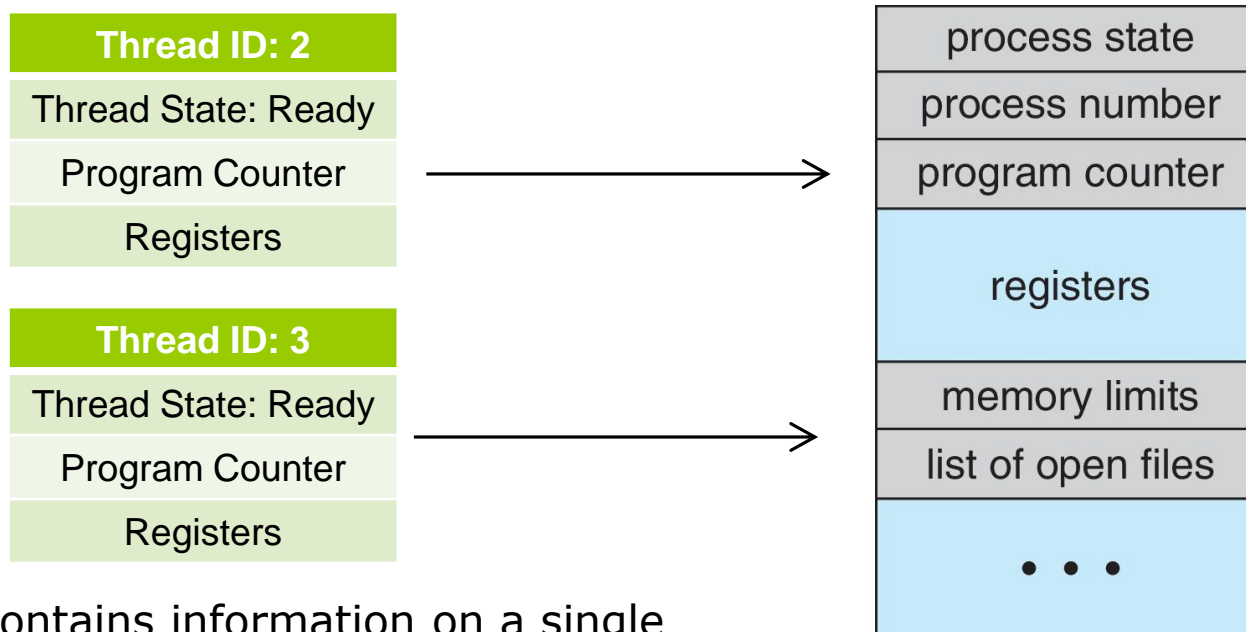 Thread ID: 2
Thread State: Ready
Program Counter
Registers
Thread ID: 3
Thread State: Ready
Program Counter
Registers
process state
process number
program counter
registers
memory limits
list of open files
• • •
ontains information on a single